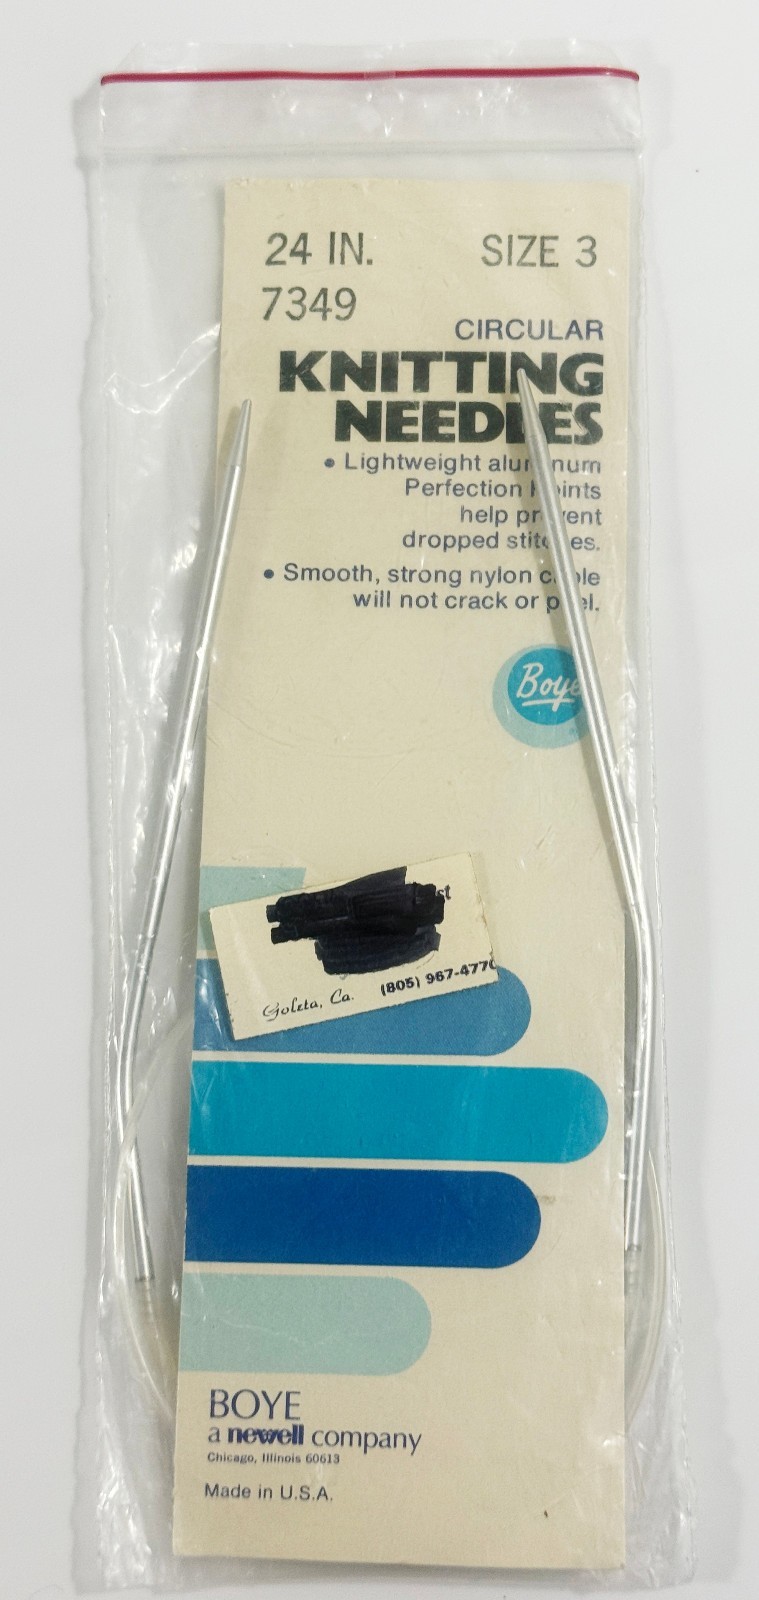 24 IN. SIZE 3
7349
CIRCULAR
KNITTING
NEEDLES
• Lightweight aluminum
Perfection Points
help prevent
dropped stitches.
• Smooth, strong nylon cable
will not crack or peel.
Boye
st
Goleta, Ca. (805) 967-4770
BOYE
a newell company
Chicago, Illinois 60613
Made in U.S.A.